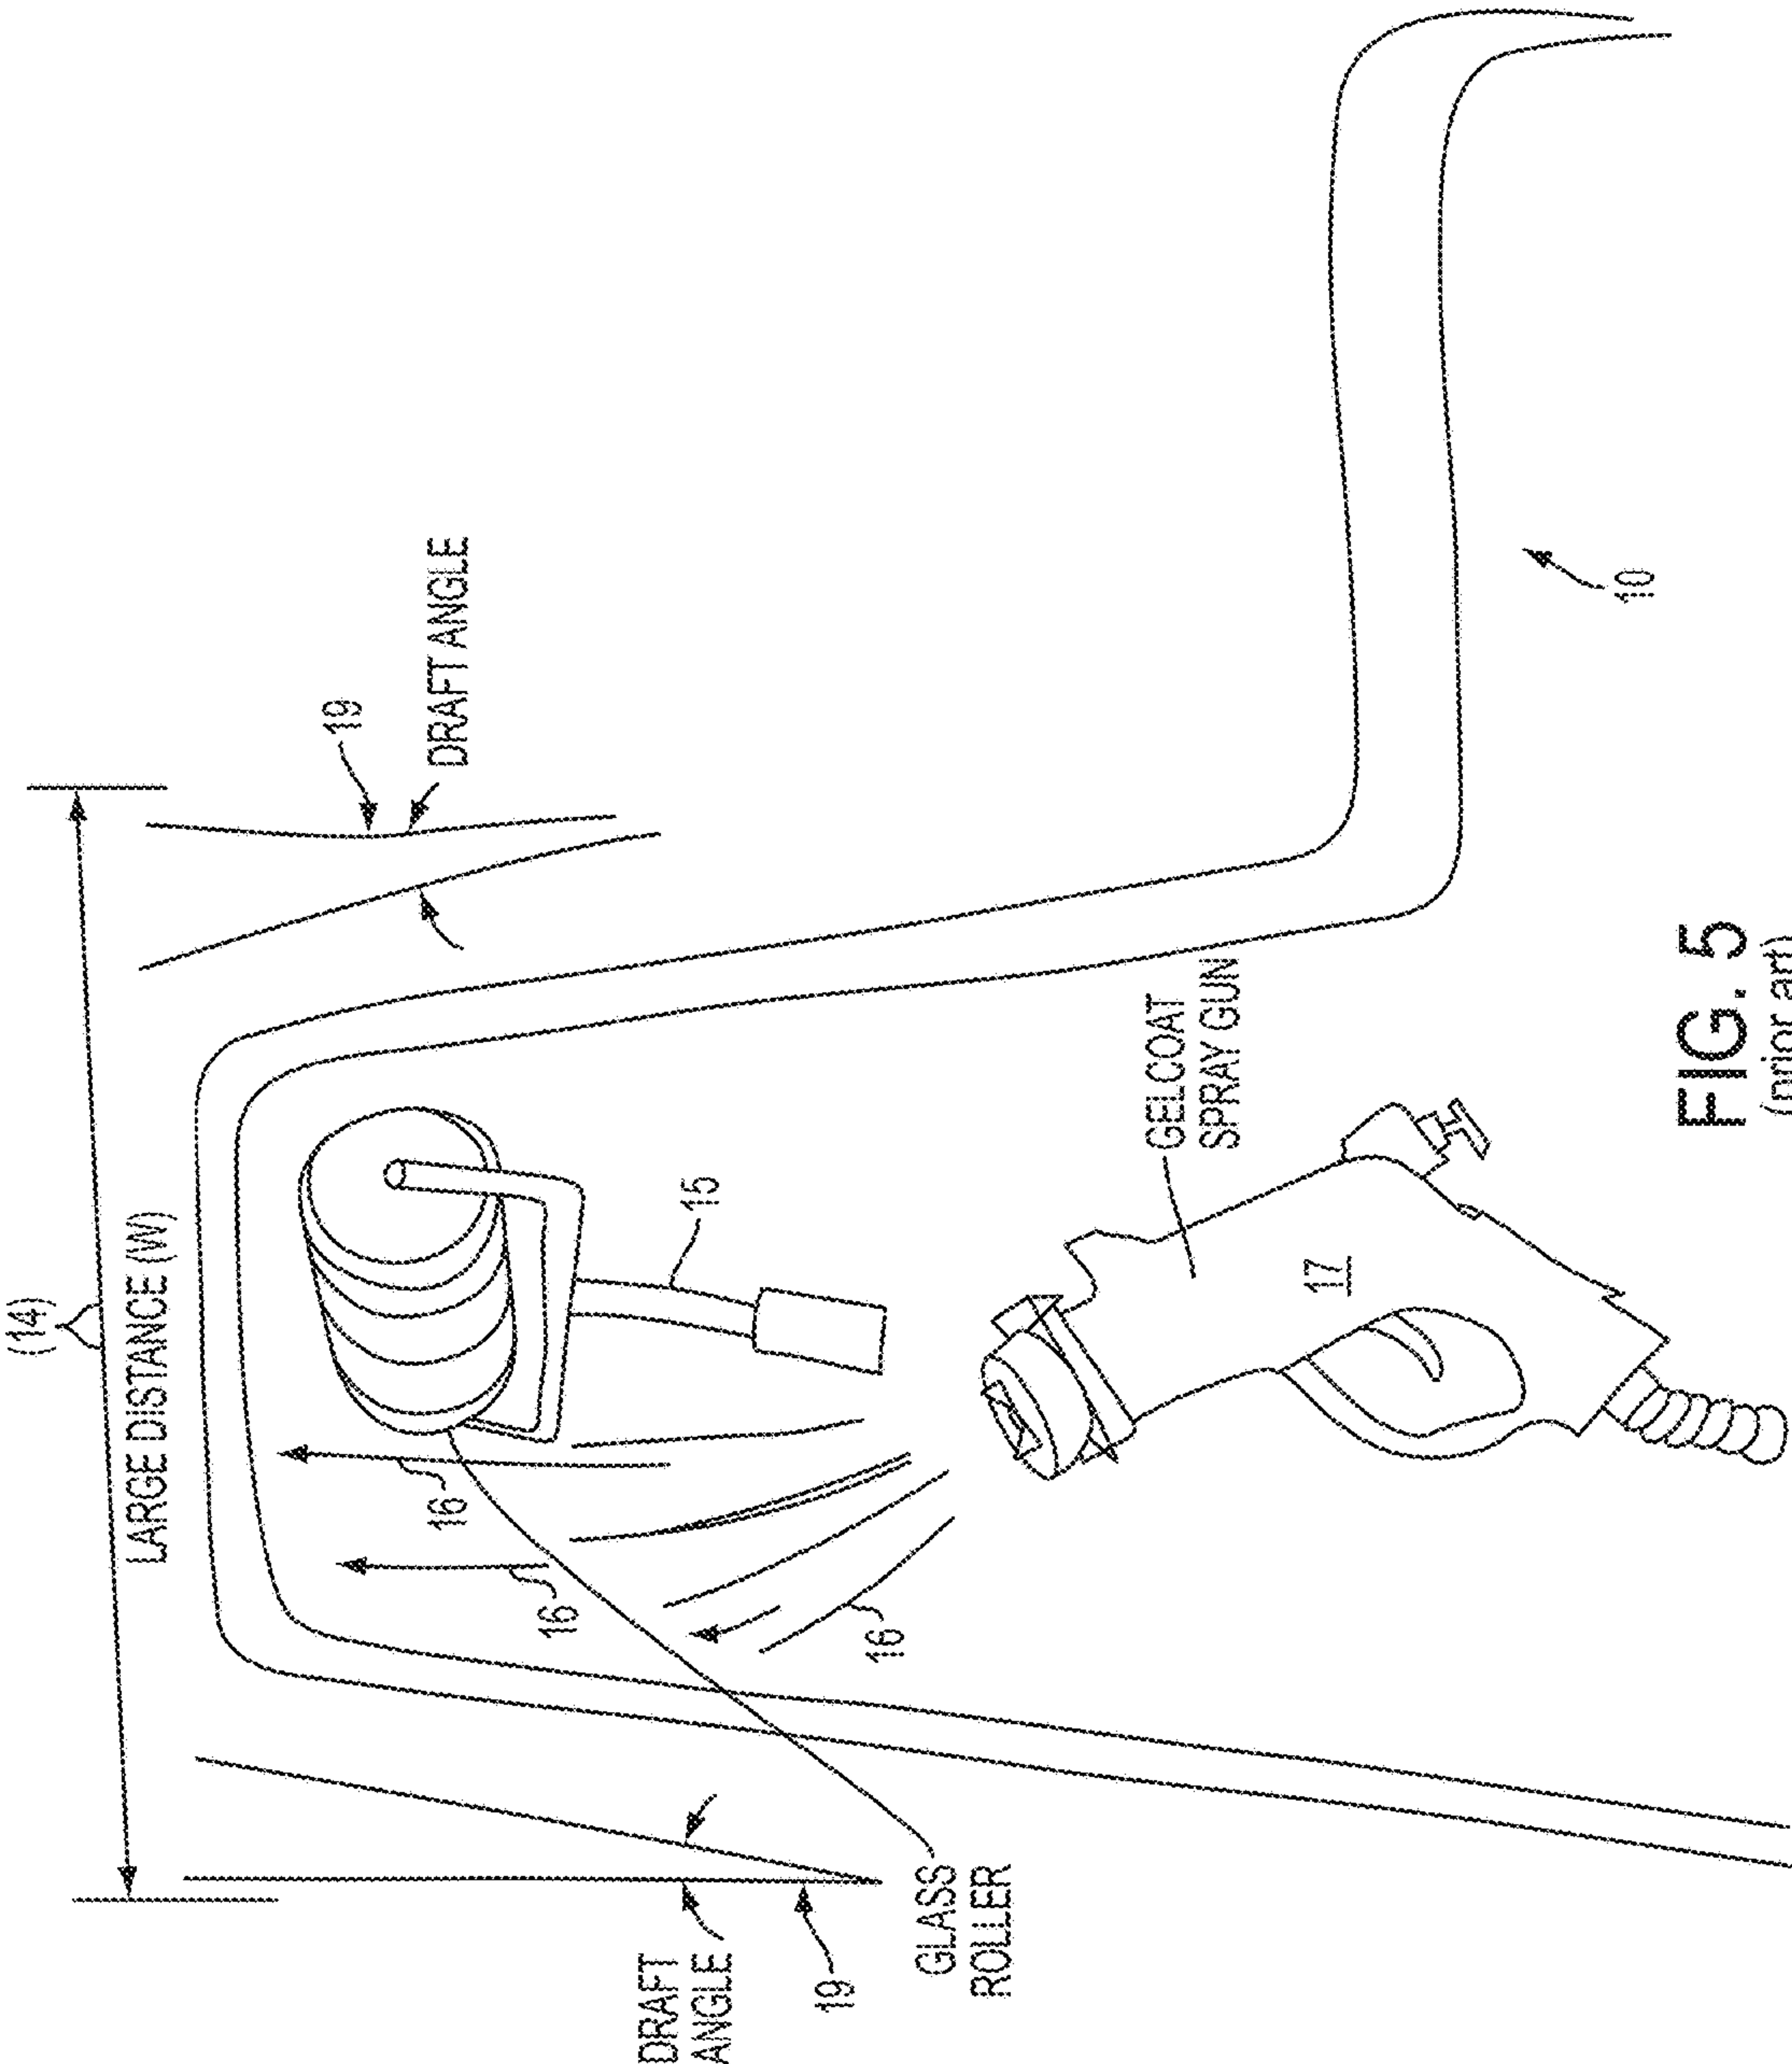 (14)
LARGE DISTANCE (W)
19
DRAFT ANGLE
DRAFT
ANGLE
19
16
16
16
15
GLASS
ROLLER
GELCOAT
SPRAY GUN
17
10
FIG. 5
(prior art)